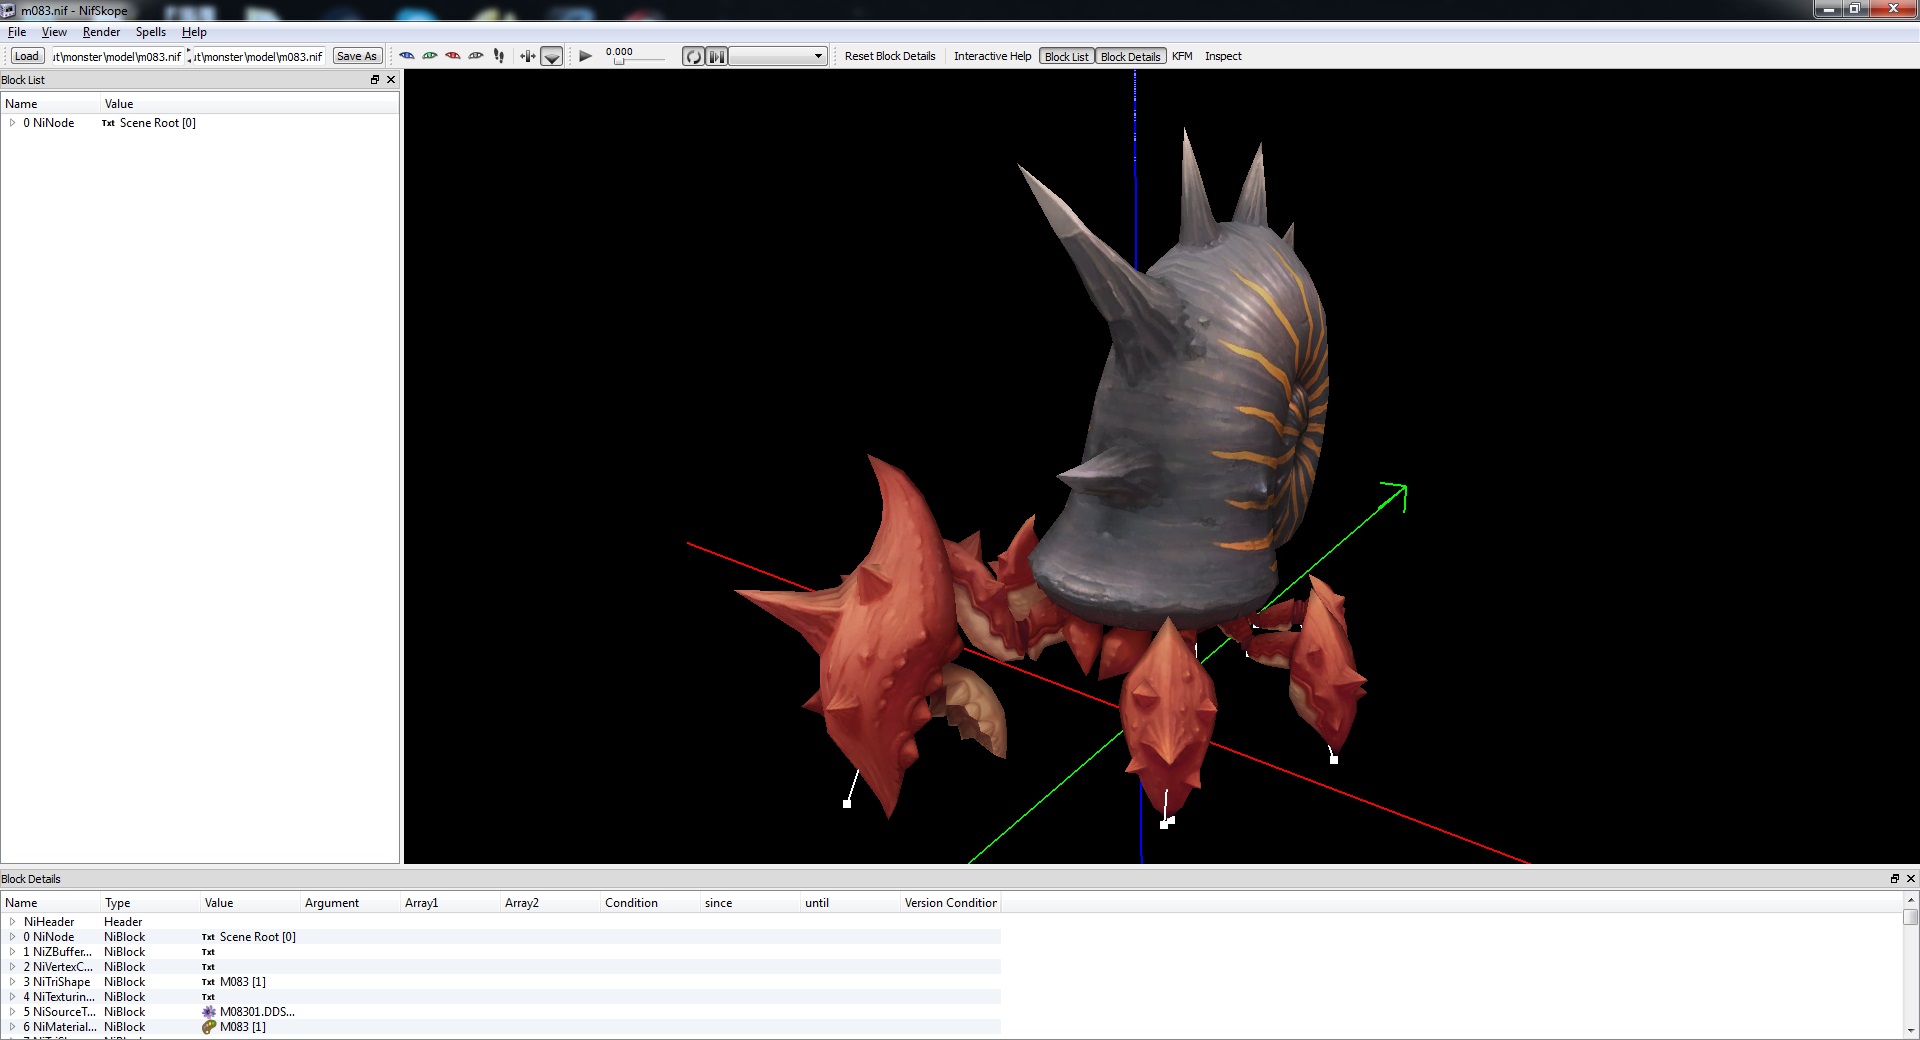 m083.nif - NifSkope
File View Render Spells Help
Load ut\monster\model\m083.nif ut\monster\model\m083.nif Save As 0.000 Reset Block Details Interactive Help Block List Block Details KFM Inspect
Block List
Name Value
0 NiNode Txt Scene Root [0]
Block Details
Name Type Value Argument Array1 Array2 Condition since until Version Condition
NiHeader Header
0 NiNode NiBlock Txt Scene Root [0]
1 NiZBuffer... NiBlock Txt
2 NiVertexC... NiBlock Txt
3 NiTriShape NiBlock Txt M083 [1]
4 NiTexturin... NiBlock Txt
5 NiSourceT... NiBlock M08301.DDS...
6 NiMaterial... NiBlock M083 [1]